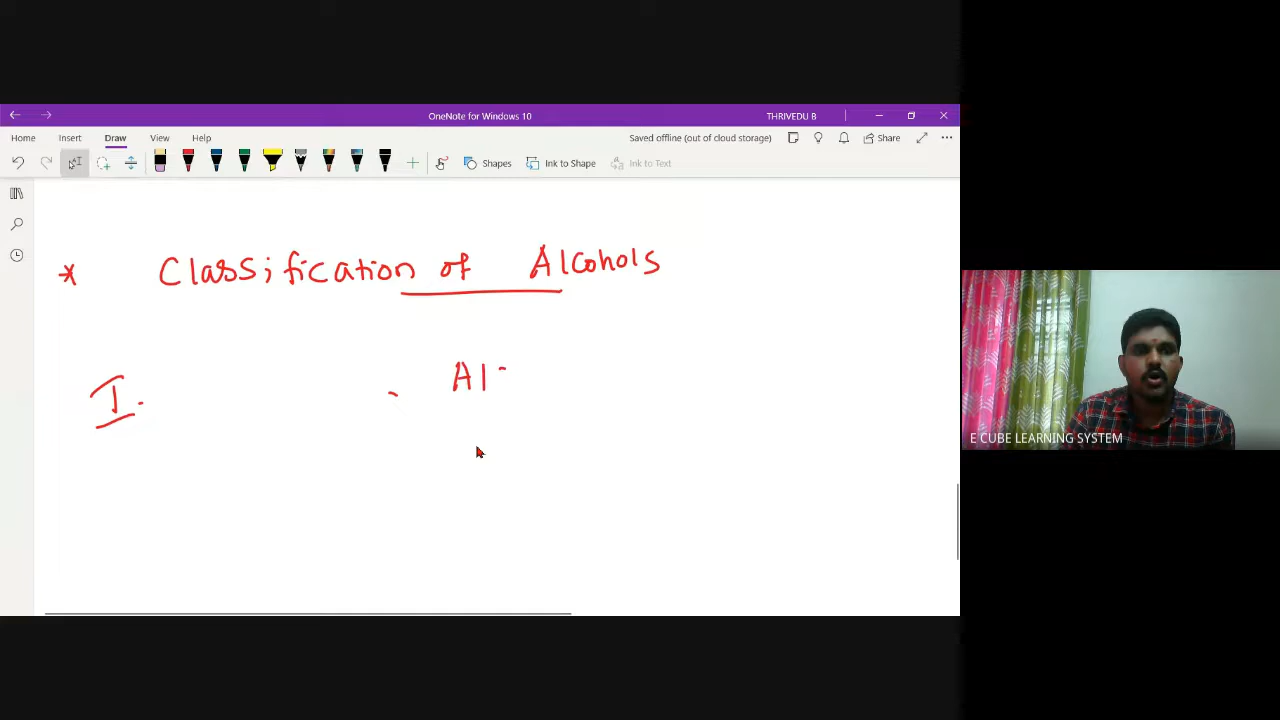 OneNote for Windows 10
THRIVEDU B
Home Insert Draw View Help
Saved offline (out of cloud storage)
Share
Shapes
Ink to Shape
Ink to Text
* Classification of Alcohols
I.
Al
E CUBE LEARNING SYSTEM